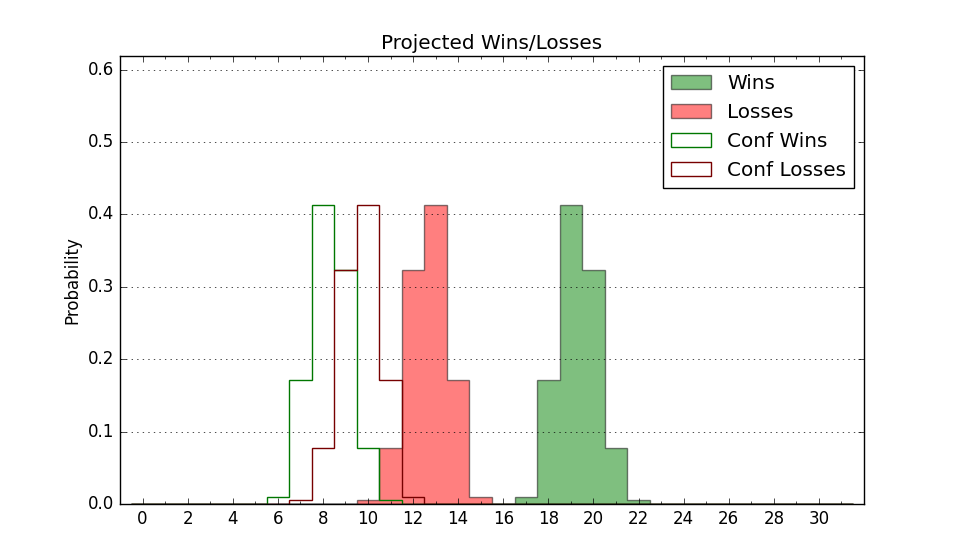 Projected Wins/Losses
0.6
0.5
0.4
0.3
0.2
0.1
0.0
Probability
Wins
Losses
Conf Wins
Conf Losses
0 2 4 6 8 10 12 14 16 18 20 22 24 26 28 30